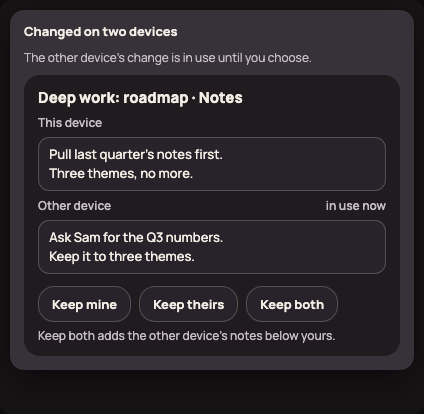 Changed on two devices
The other device's change is in use until you choose.
Deep work: roadmap · Notes
This device
Pull last quarter's notes first.
Three themes, no more.
Other device in use now
Ask Sam for the Q3 numbers.
Keep it to three themes.
Keep mine Keep theirs Keep both
Keep both adds the other device's notes below yours.